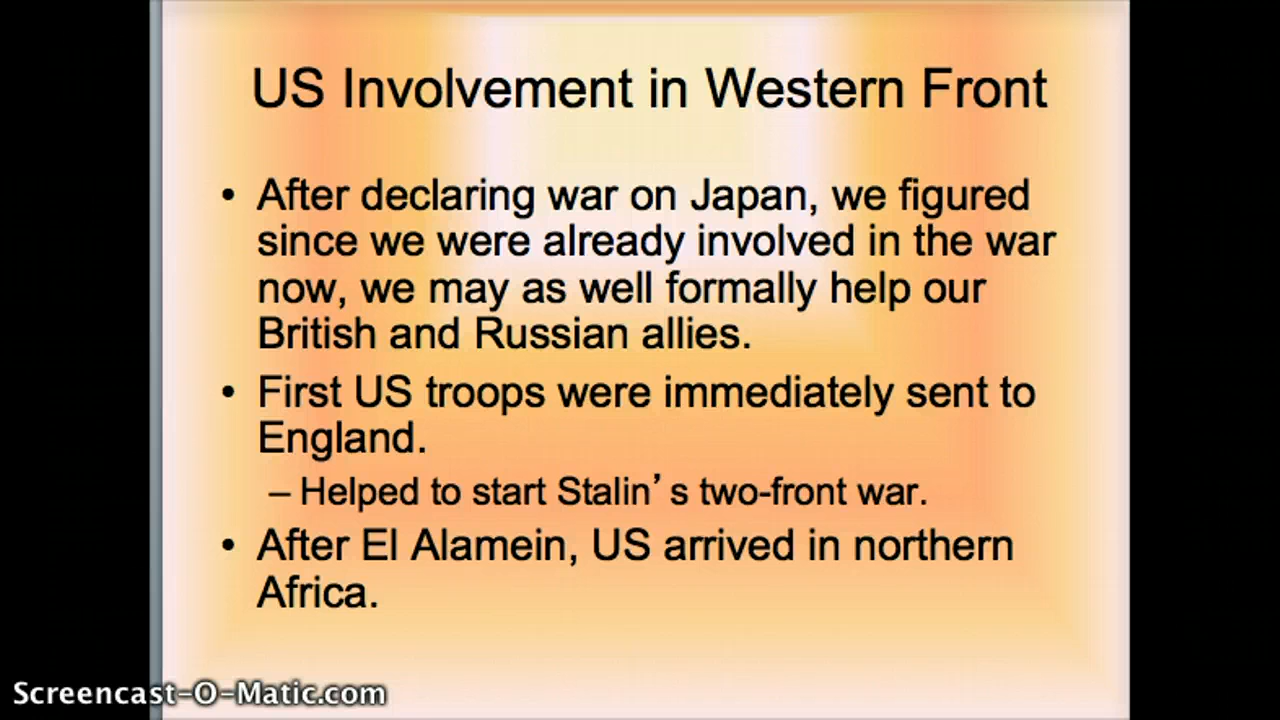 US Involvement in Western Front
• After declaring war on Japan, we figured
since we were already involved in the war
now, we may as well formally help our
British and Russian allies.
• First US troops were immediately sent to
England.
– Helped to start Stalin’s two-front war.
• After El Alamein, US arrived in northern
Africa.
Screencast-O-Matic.com